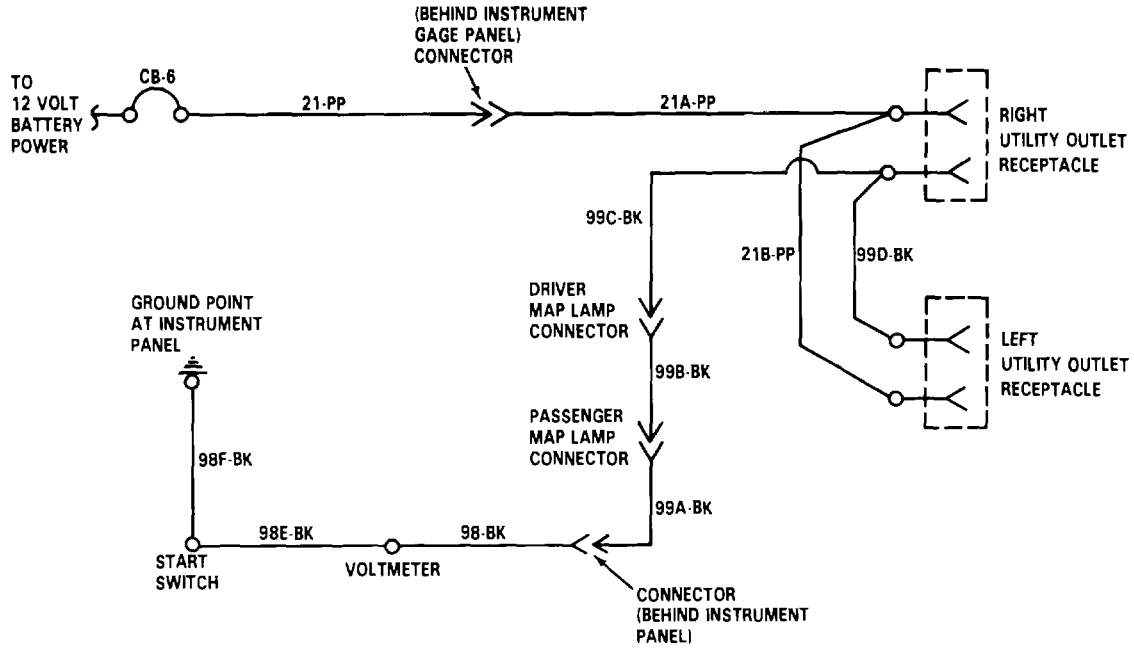 (BEHIND INSTRUMENT
GAGE PANEL)
CONNECTOR
TO
12 VOLT
BATTERY
POWER
CB-6
21-PP
21A-PP
RIGHT
UTILITY OUTLET
RECEPTACLE
99C-BK
21B-PP
99D-BK
DRIVER
MAP LAMP
CONNECTOR
GROUND POINT
AT INSTRUMENT
PANEL
LEFT
UTILITY OUTLET
RECEPTACLE
99B-BK
PASSENGER
MAP LAMP
CONNECTOR
98F-BK
99A-BK
98E-BK
98-BK
START
SWITCH
VOLTMETER
CONNECTOR
(BEHIND INSTRUMENT
PANEL)